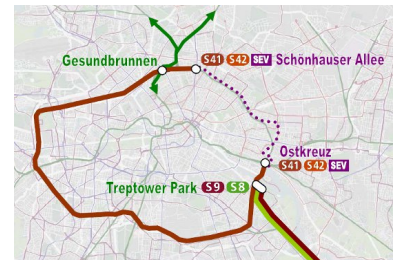 Gesundbrunnen S41 S42 SEV Schönhauser Allee
Ostkreuz
S41 S42 SEV
Treptower Park S9 S8